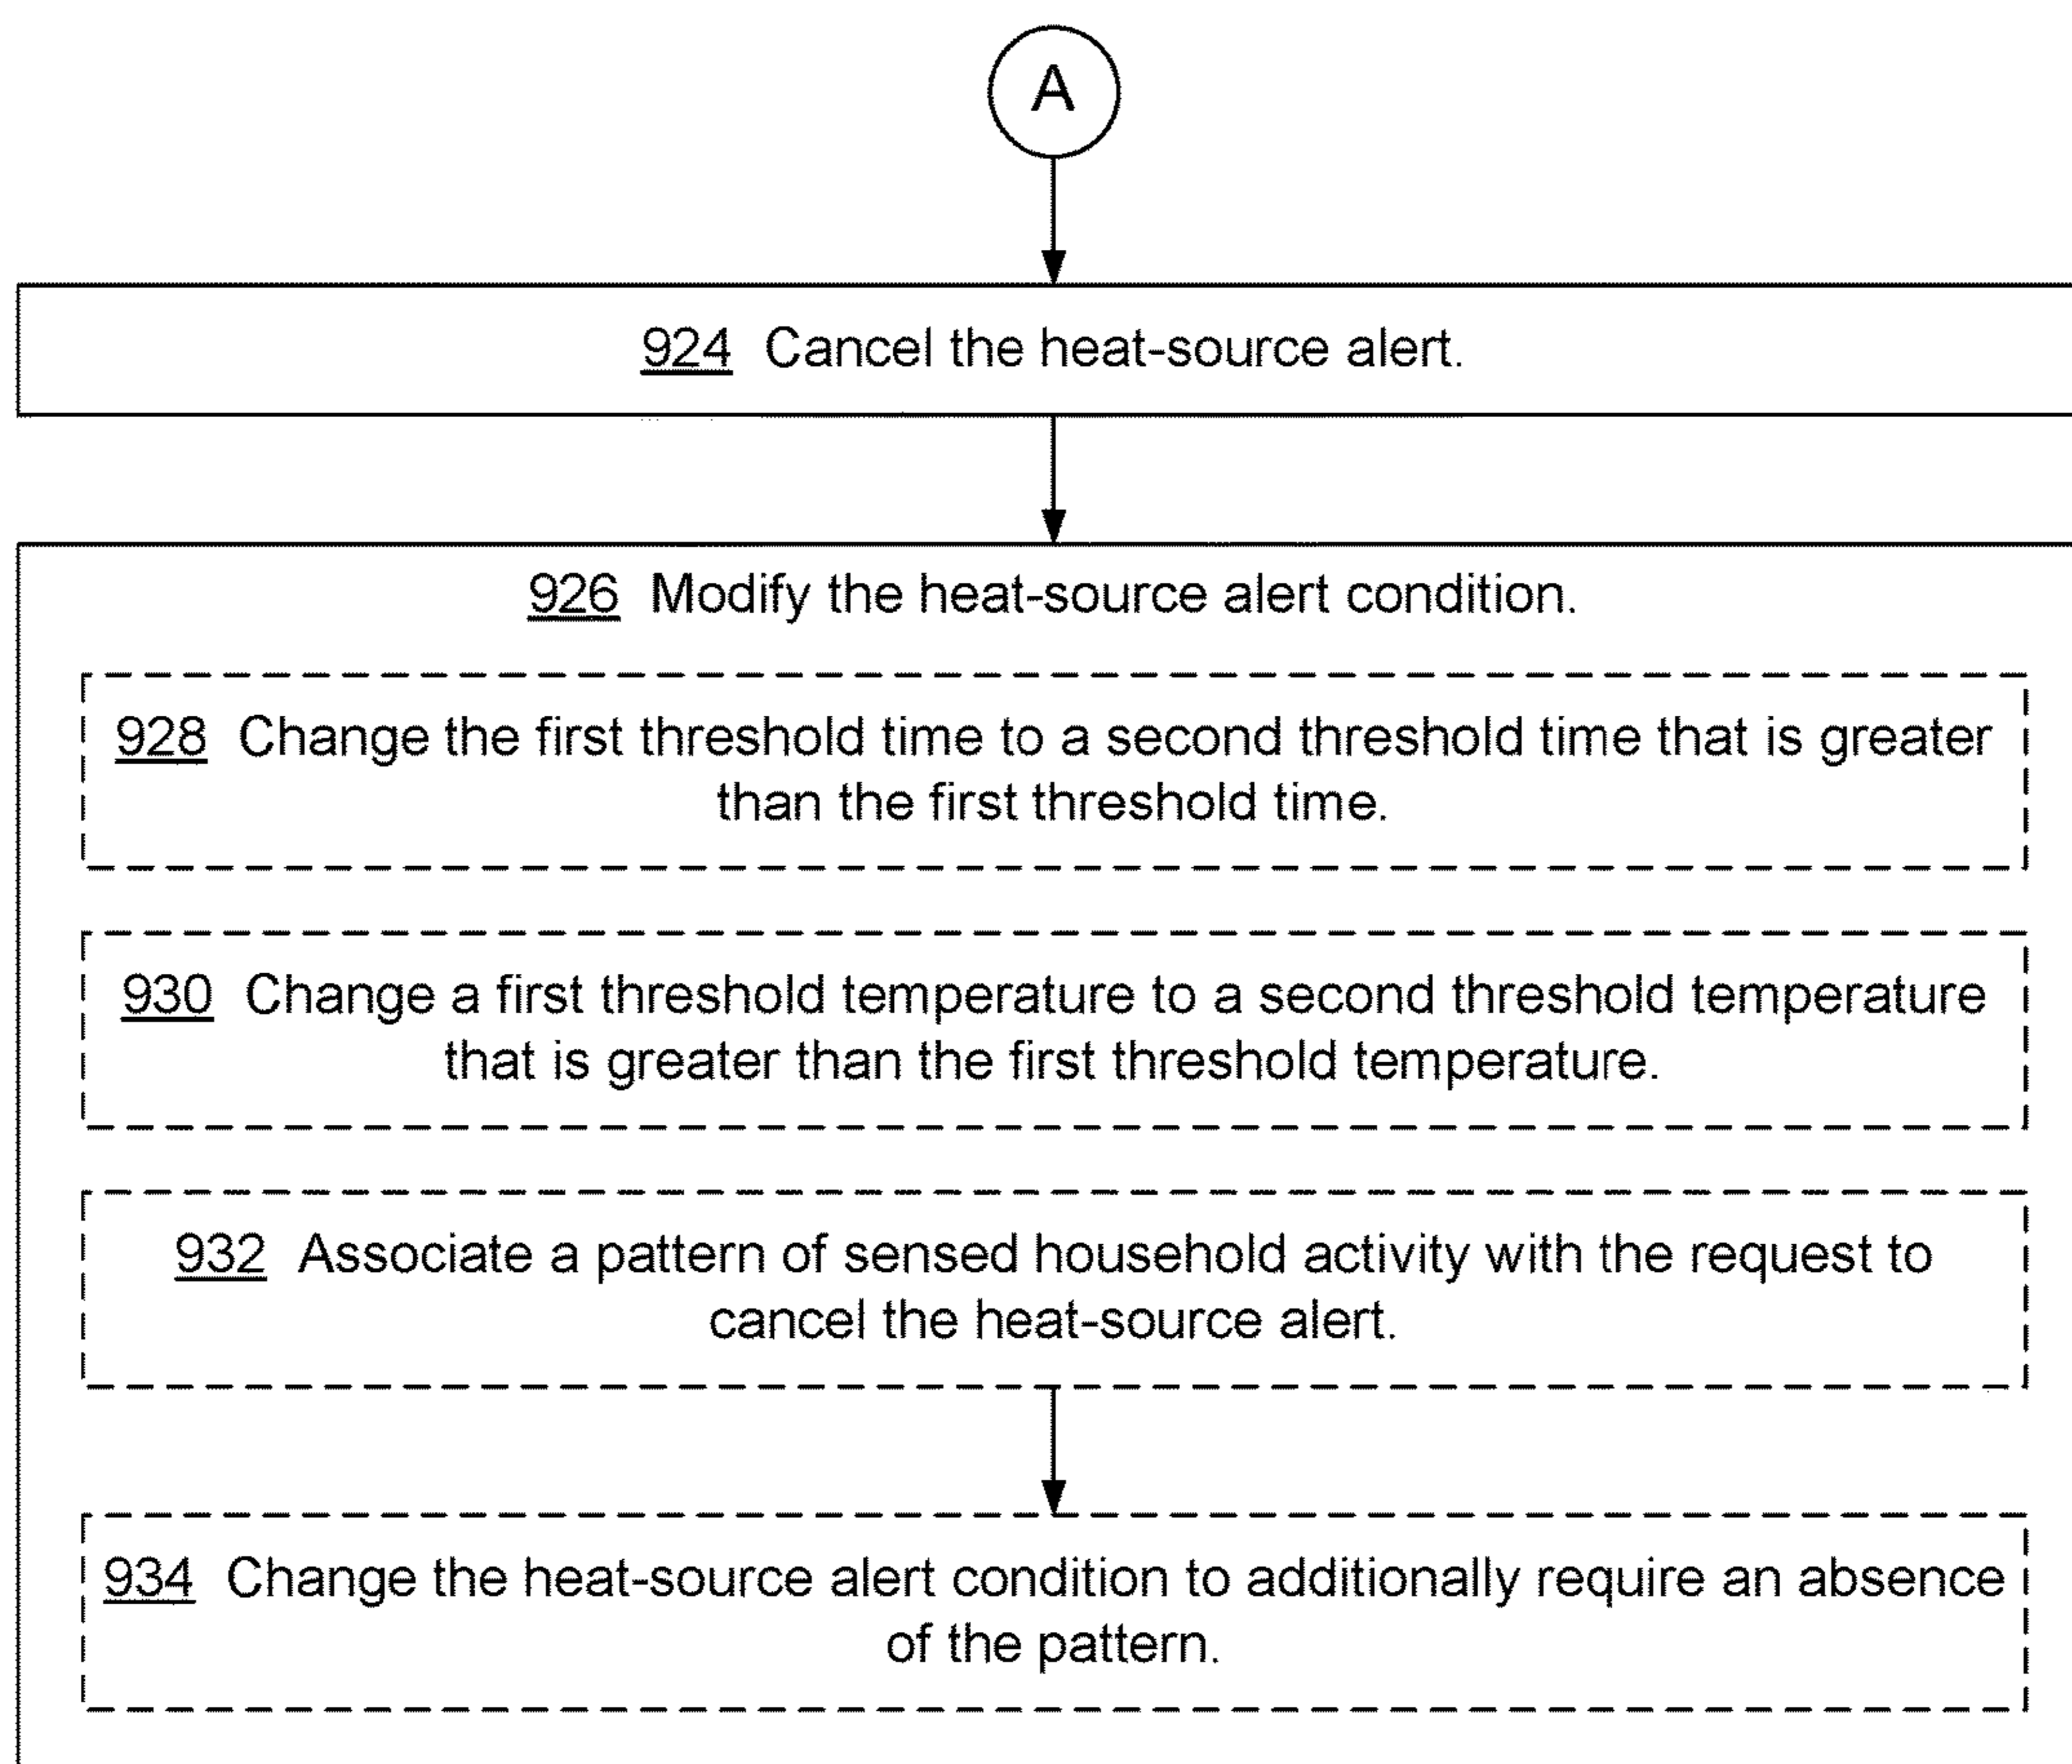 A
924 Cancel the heat-source alert.
926 Modify the heat-source alert condition.
928 Change the first threshold time to a second threshold time that is greater
than the first threshold time.
930 Change a first threshold temperature to a second threshold temperature
that is greater than the first threshold temperature.
932 Associate a pattern of sensed household activity with the request to
cancel the heat-source alert.
934 Change the heat-source alert condition to additionally require an absence
of the pattern.